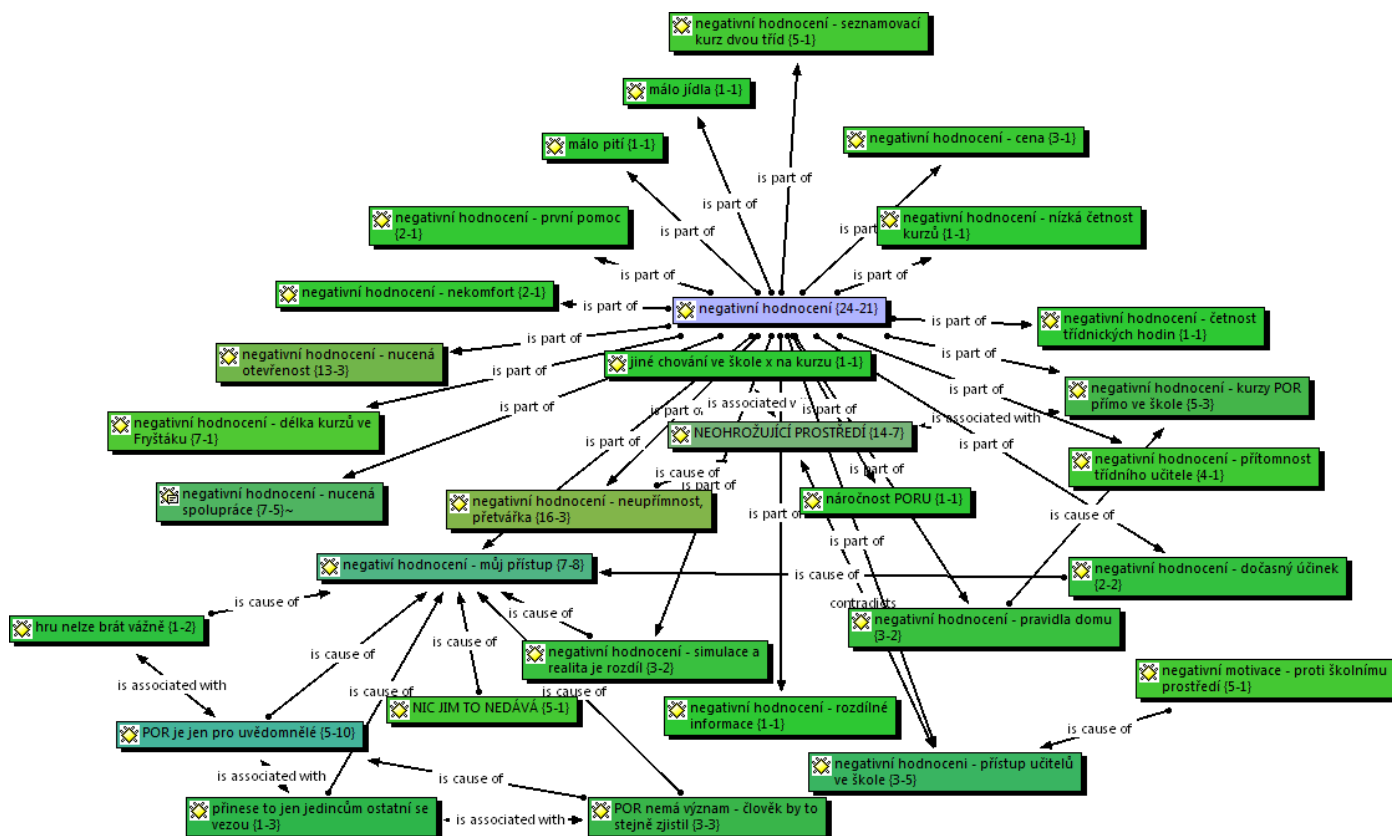 negativní hodnocení - seznamovací
kurz dvou tříd {5-1}
málo jídla {1-1}
málo pití {1-1}
negativní hodnocení - cena {3-1}
is part of
is part of
is part of
is part of
negativní hodnocení - první pomoc
{2-1}
negativní hodnocení - nízká četnost
kurzů {1-1}
is part
is part of
is part of
negativní hodnocení - nekomfort {2-1}
is part of
negativní hodnocení {24-21}
negativní hodnocení - četnost
třídnických hodin {1-1}
is part of
negativní hodnocení - nucená
otevřenost {13-3}
is part of
jiné chování ve škole x na kurzu {1-1}
is part of
is part of
negativní hodnocení - kurzy POR
přímo ve škole {5-3}
is part of
is part of
is associated
is part of
is part of
is associated with
negativní hodnocení - délka kurzů ve
Fryštáku {7-1}
NEOHROŽUJÍCÍ PROSTŘEDÍ {14-7}
is part of
is part of
negativní hodnocení - přítomnost
třídního učitele {4-1}
is cause of
is part of
is part of
negativní hodnocení - nucená
spolupráce {7-5}~
negativní hodnocení - neupřímnost,
přetvářka {16-3}
náročnost PORU {1-1}
is part of
is cause of
is part of
negativí hodnocení - můj přístup {7-8}
is cause of
negativní hodnocení - dočasný účinek
{2-2}
is cause of
contradicts
hru nelze brát vážně {1-2}
is cause of
negativní hodnocení - pravidla domu
{3-2}
is cause of
negativní hodnocení - simulace a
realita je rozdíl {3-2}
negativní motivace - proti školnímu
prostředí {5-1}
is associated with
is cause of
is cause of
is cause of
NIC JIM TO NEDÁVÁ {5-1}
negativní hodnocení - rozdílné
informace {1-1}
POR je jen pro uvědomnělé {5-10}
is cause of
negativní hodnoceni - přístup učitelů
ve škole {3-5}
is associated with
is cause of
přinese to jen jedincům ostatní se
vezou {1-3}
is associated with
POR nemá význam - člověk by to
stejně zjistil {3-3}